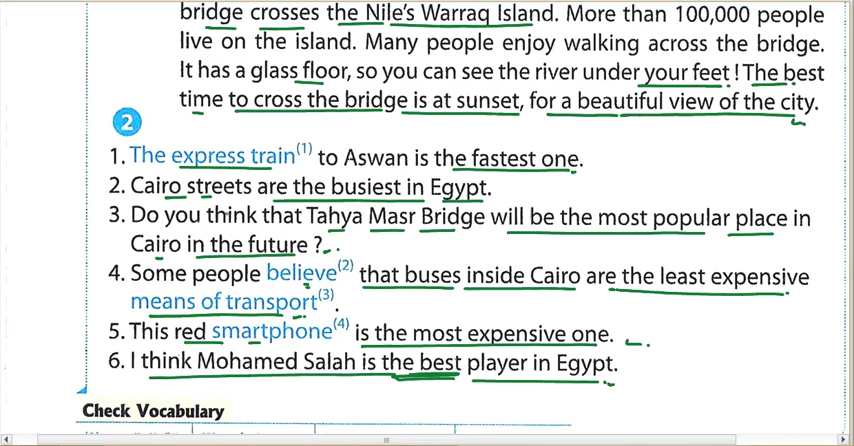 bridge crosses the Nile's Warraq Island. More than 100,000 people
live on the island. Many people enjoy walking across the bridge.
It has a glass floor, so you can see the river under your feet ! The best
time to cross the bridge is at sunset, for a beautiful view of the city.
2
1. The express train(1) to Aswan is the fastest one.
2. Cairo streets are the busiest in Egypt.
3. Do you think that Tahya Masr Bridge will be the most popular place in
Cairo in the future ?
4. Some people believe(2) that buses inside Cairo are the least expensive
means of transport(3).
5. This red smartphone(4) is the most expensive one.
6. I think Mohamed Salah is the best player in Egypt.
Check Vocabulary